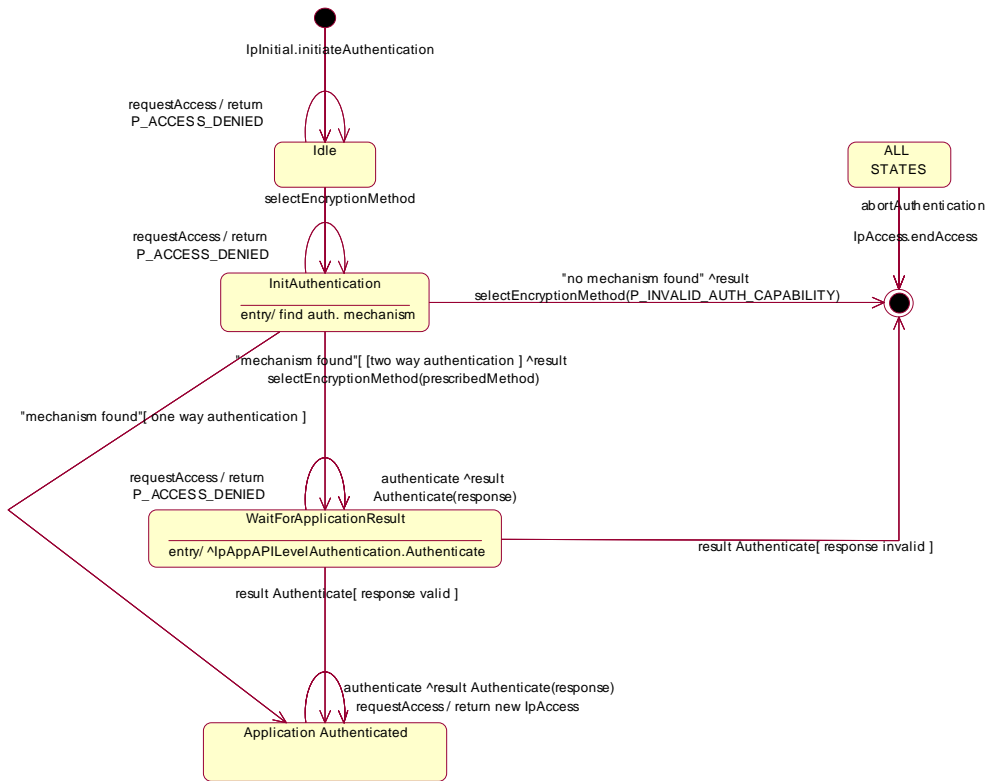 IpInitial.initiateAuthentication
requestAccess / return
P_ACCESS_DENIED
Idle
ALL
STATES
selectEncryptionMethod
abortAuthentication
requestAccess / return
P_ACCESS_DENIED
IpAccess.endAccess
InitAuthentication
entry/ find auth. mechanism
"no mechanism found" ^result
selectEncryptionMethod(P_INVALID_AUTH_CAPABILITY)
"mechanism found"[ [two way authentication ] ^result
selectEncryptionMethod(prescribedMethod)
"mechanism found"[ one way authentication ]
requestAccess / return
P_ACCESS_DENIED
authenticate ^result
Authenticate(response)
WaitForApplicationResult
entry/ ^IpAppAPILevelAuthentication.Authenticate
result Authenticate[ response invalid ]
result Authenticate[ response valid ]
authenticate ^result Authenticate(response)
requestAccess / return new IpAccess
Application Authenticated